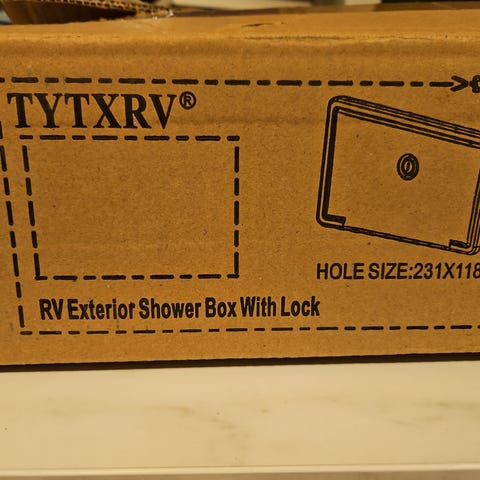 TYTXRV®
HOLE SIZE:231X118
RV Exterior Shower Box With Lock